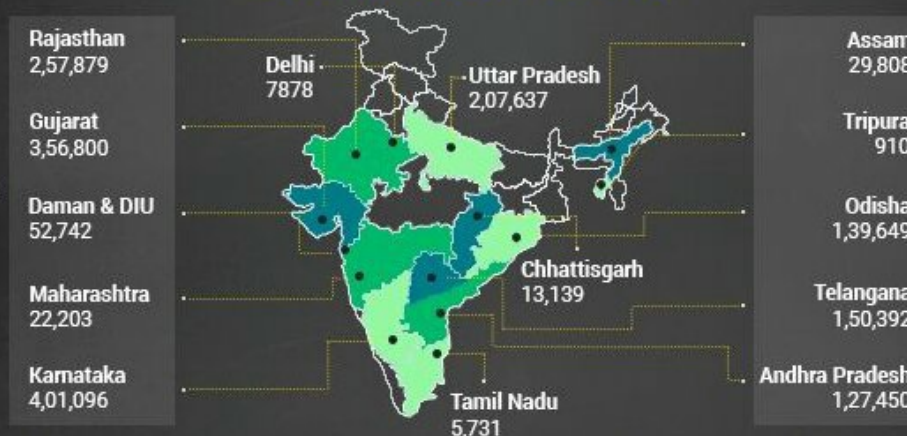 Rajasthan
2,57,879
Gujarat
3,56,800
Daman & DIU
52,742
Maharashtra
22,203
Karnataka
4,01,096
Delhi
7878
Uttar Pradesh
2,07,637
Chhattisgarh
13,139
Tamil Nadu
5,731
Assam
29,808
Tripura
910
Odisha
1,39,649
Telangana
1,50,392
Andhra Pradesh
1,27,450